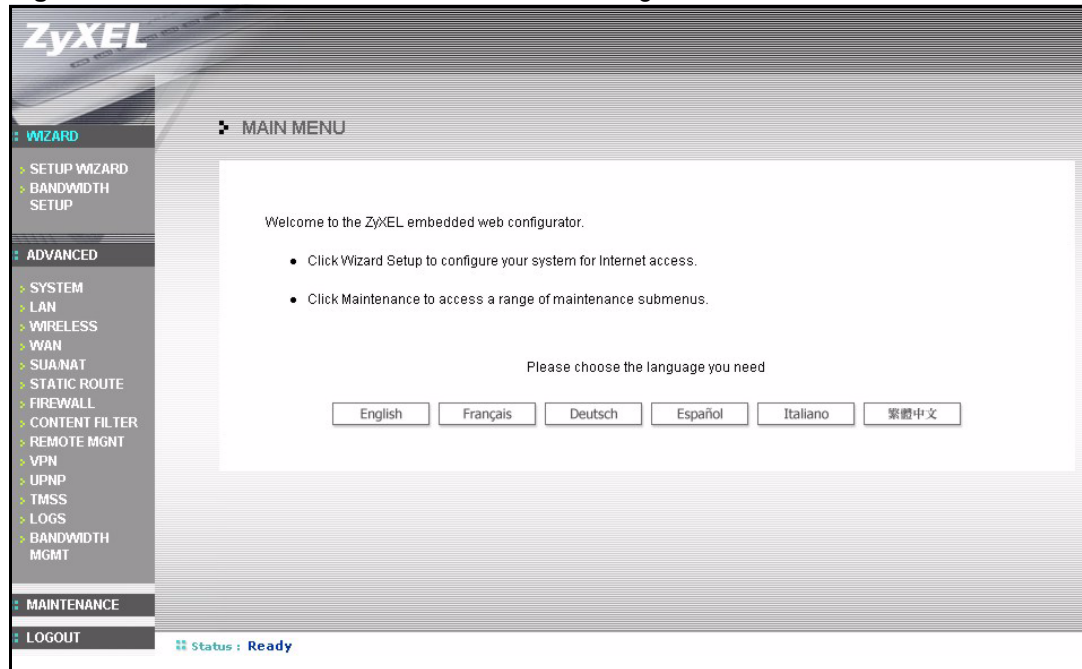 ZyXEL
WIZARD
SETUP WIZARD
BANDWIDTH
SETUP
ADVANCED
SYSTEM
LAN
WIRELESS
WAN
SUA/NAT
STATIC ROUTE
FIREWALL
CONTENT FILTER
REMOTE MGNT
VPN
UPNP
TMSS
LOGS
BANDWIDTH
MGMT
MAINTENANCE
LOGOUT
MAIN MENU
Welcome to the ZyXEL embedded web configurator.
● Click Wizard Setup to configure your system for Internet access.
● Click Maintenance to access a range of maintenance submenus.
Please choose the language you need
English Français Deutsch Español Italiano 繁體中文
Status : Ready